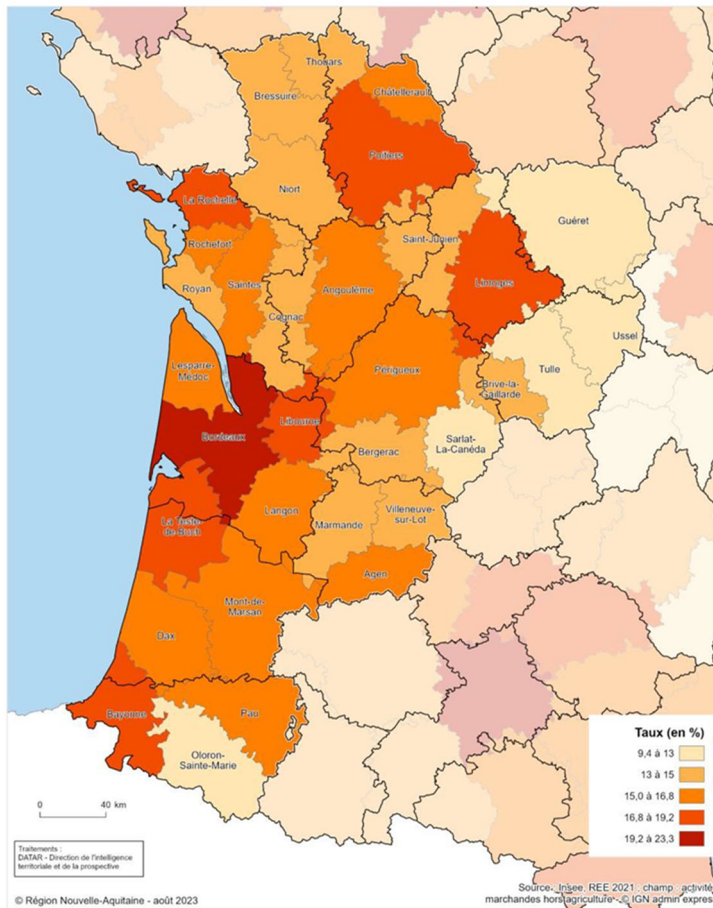 Thouars
Châtellerault
Bressuire
Poitiers
Niort
La Rochelle
Guéret
Saint-Junien
Rochefort
Limoges
Royan
Saintes
Angoulême
Cognac
Ussel
Lesparre-
Médoc
Périgueux
Tulle
Brive-la-
Gaillarde
Libourne
Bordeaux
Sarlat-
La-Canéda
Bergerac
Langon
Villeneuve-
sur-Lot
Marmande
La Teste-
de-Buch
Agen
Mont-de-
Marsan
Dax
Bayonne
Pau
Oloron-
Sainte-Marie
Taux (en %)
9,4 à 13
13 à 15
15,0 à 16,8
16,8 à 19,2
19,2 à 23,3
0 40 km
Traitements :
DATAR - Direction de l'intelligence
territoriale et de la prospective
© Région Nouvelle-Aquitaine - août 2023
Source : Insee, REE 2021 , champ : activité
marchandes hors agriculture - © IGN admin expres